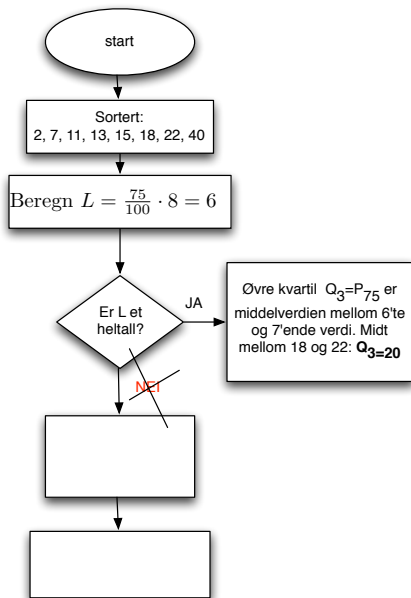 start
Sortert:
2, 7, 11, 13, 15, 18, 22, 40
Beregn $L = \frac{75}{100} \cdot 8 = 6$
Er L et
heltall?
JA
Øvre kvartil Q₃=P₇₅ er
middelverdien mellom 6'te
og 7'ende verdi. Midt
mellom 18 og 22: Q₃₌₂₀
NEI